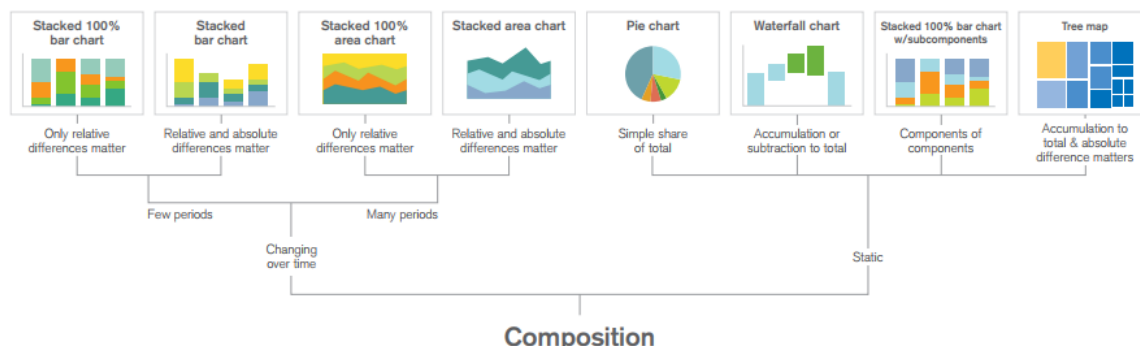 Stacked 100%
bar chart
Stacked
bar chart
Stacked 100%
area chart
Stacked area chart
Pie chart
Waterfall chart
Stacked 100% bar chart
w/subcomponents
Tree map
Only relative
differences matter
Relative and absolute
differences matter
Only relative
differences matter
Relative and absolute
differences matter
Simple share
of total
Accumulation or
subtraction to total
Components of
components
Accumulation to
total & absolute
difference matters
Few periods
Many periods
Changing
over time
Static
Composition